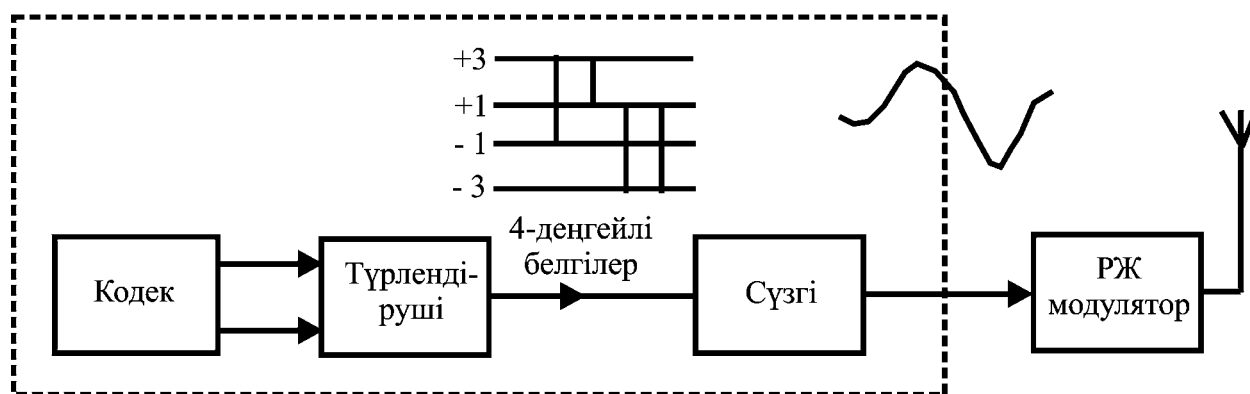 +3
+1
- 1
- 3
4-деңгейлі
белгілер
Кодек
Түрленді-
руші
Сүзгі
РЖ
модулятор